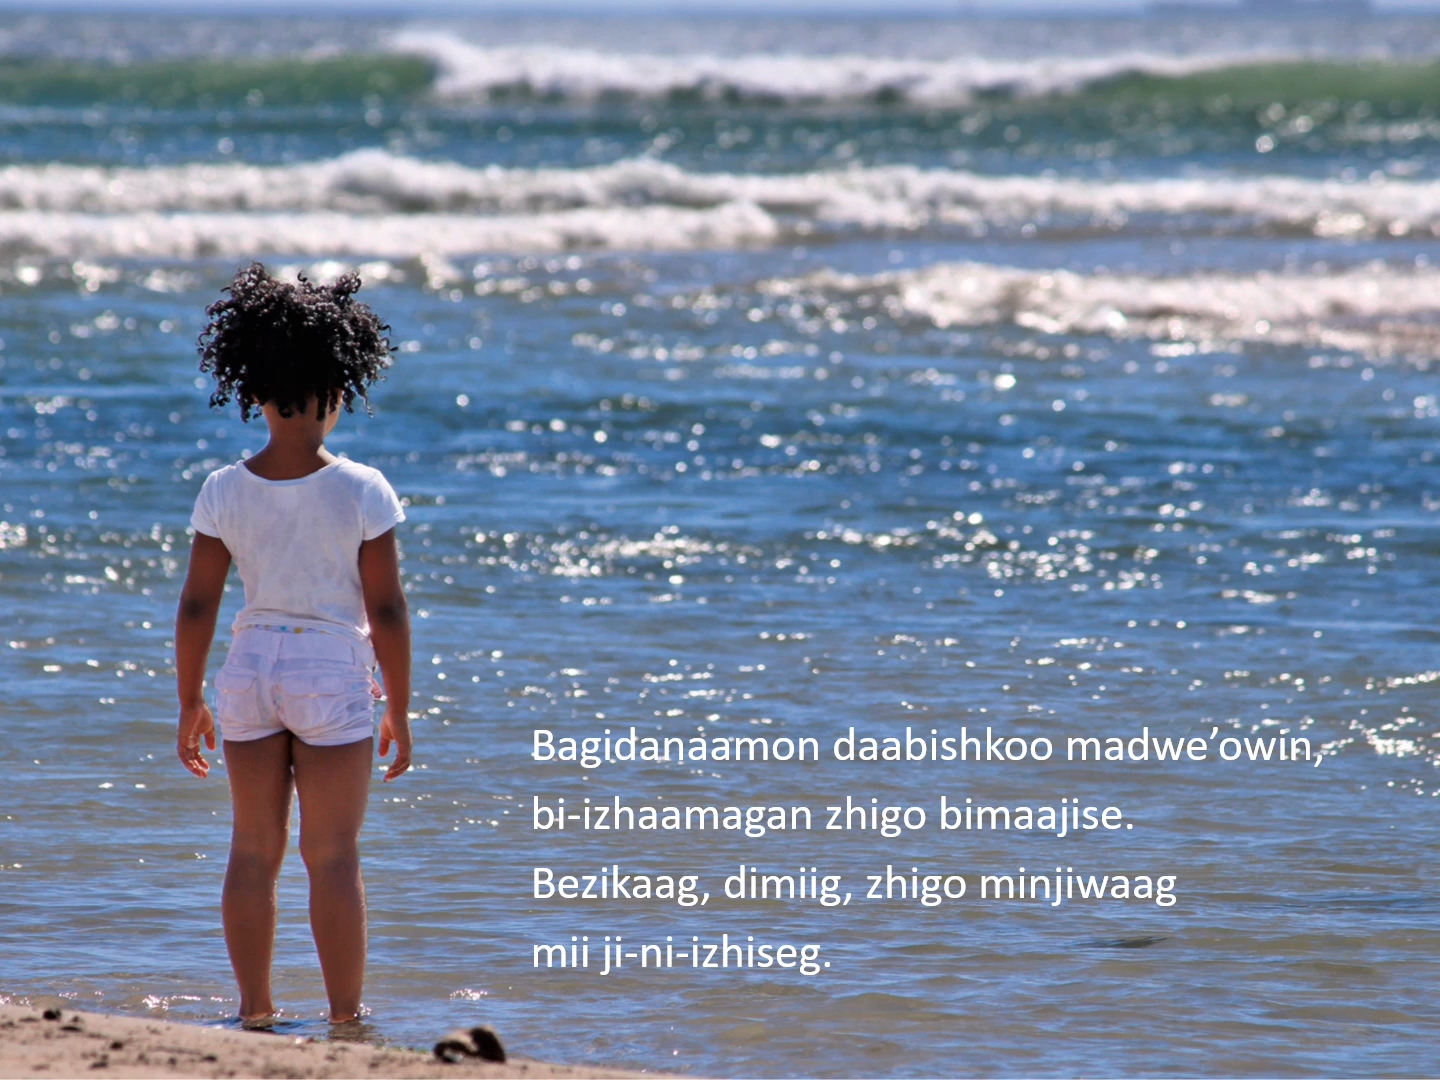 Bagidanaamon daabishkoo madwe’owin,
bi-izhaamagan zhigo bimaajise.
Bezikaag, dimiig, zhigo minjiwaag
mii ji-ni-izhiseg.